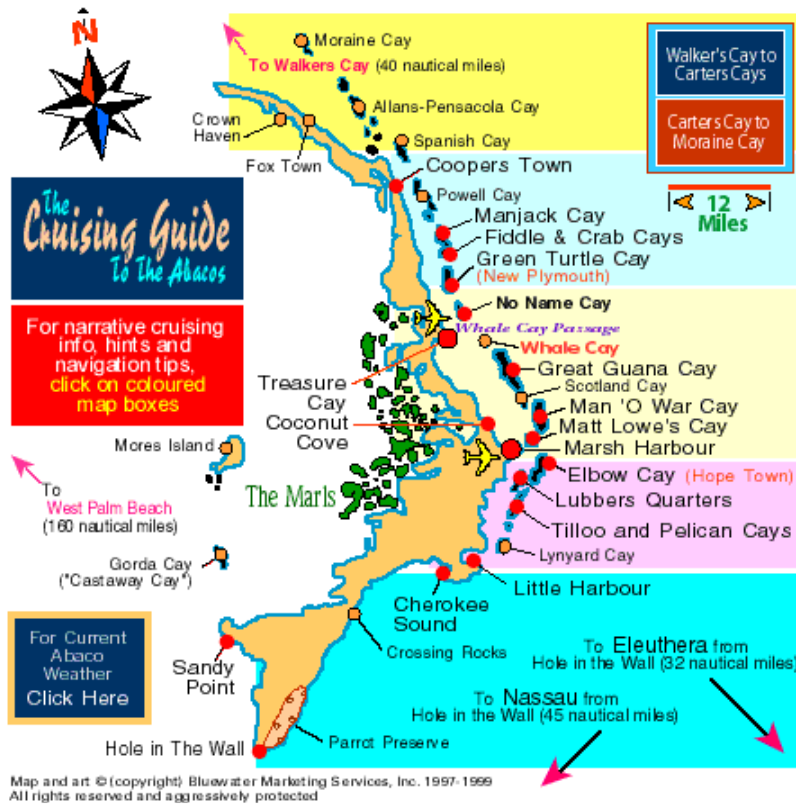 N
Moraine Cay
To Walkers Cay (40 nautical miles)
Walker's Cay to
Carters Cays
Carters Cay to
Moraine Cay
Allans-Pensacola Cay
Crown
Haven
Fox Town
Spanish Cay
Coopers Town
Powell Cay
12
Miles
The
Cruising Guide
To The Abacos
Manjack Cay
Fiddle & Crab Cays
Green Turtle Cay
(New Plymouth)
No Name Cay
Whale Cay Passage
Whale Cay
For narrative cruising
info, hints and
navigation tips,
click on coloured
map boxes
Great Guana Cay
Scotland Cay
Treasure
Cay
Coconut
Cove
Man 'O War Cay
Matt Lowe's Cay
Marsh Harbour
Mores Island
Elbow Cay (Hope Town)
Lubbers Quarters
Tilloo and Pelican Cays
Lynyard Cay
To
West Palm Beach
(160 nautical miles)
The Marls
Gorda Cay
("Castaway Cay")
Little Harbour
Cherokee
Sound
For Current
Abaco
Weather
Click Here
Sandy
Point
Crossing Rocks
To Eleuthera from
Hole in the Wall (32 nautical miles)
To Nassau from
Hole in the Wall (45 nautical miles)
Parrot Preserve
Hole in The Wall
Map and art © (copyright) Bluewater Marketing Services, Inc. 1997-1999
All rights reserved and aggressively protected